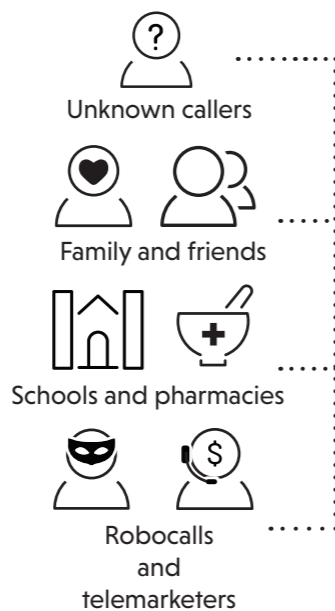 ?
Unknown callers
Family and friends
Schools and pharmacies
$
Robocalls
and
telemarketers